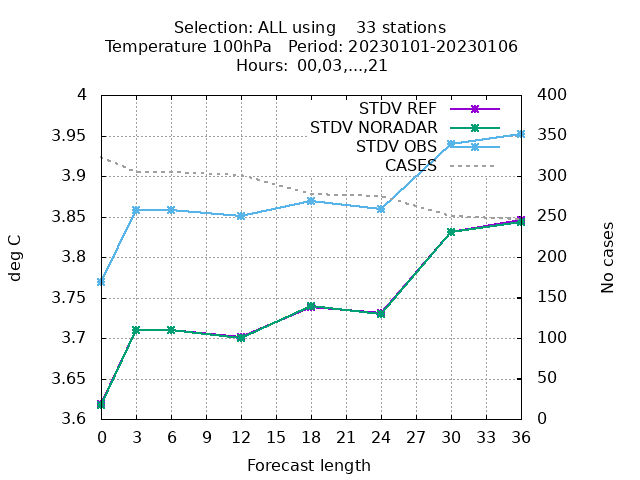 Selection: ALL using    33 stations
Temperature 100hPa   Period: 20230101-20230106
Hours: 00,03,...,21
STDV REF
STDV NORADAR
STDV OBS
CASES
4
3.95
3.9
3.85
3.8
3.75
3.7
3.65
3.6
deg C
400
350
300
250
200
150
100
50
0
No cases
0 3 6 9 12 15 18 21 24 27 30 33 36
Forecast length